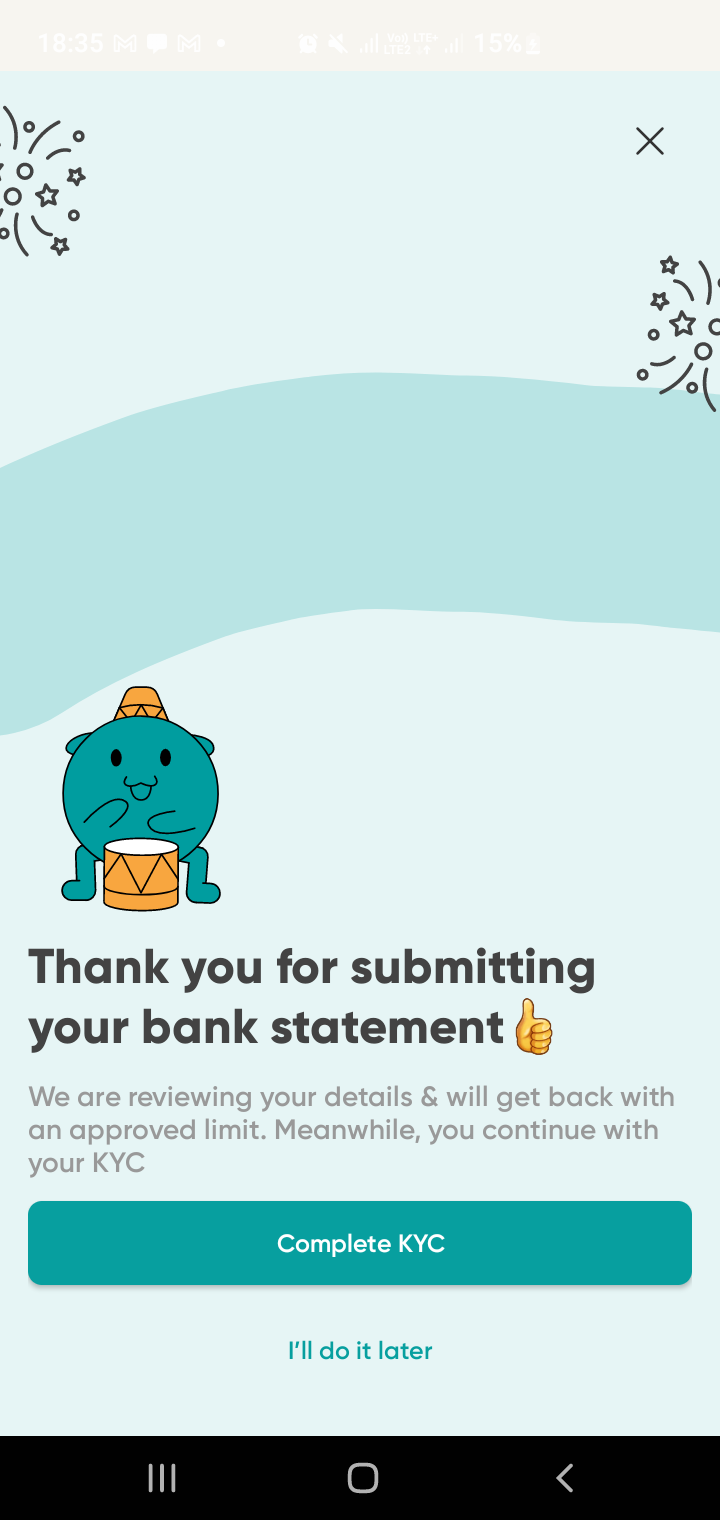 18:35 Vo) LTE+ LTE2 15%
Thank you for submitting
your bank statement👍
We are reviewing your details & will get back with
an approved limit. Meanwhile, you continue with
your KYC
Complete KYC
I'll do it later